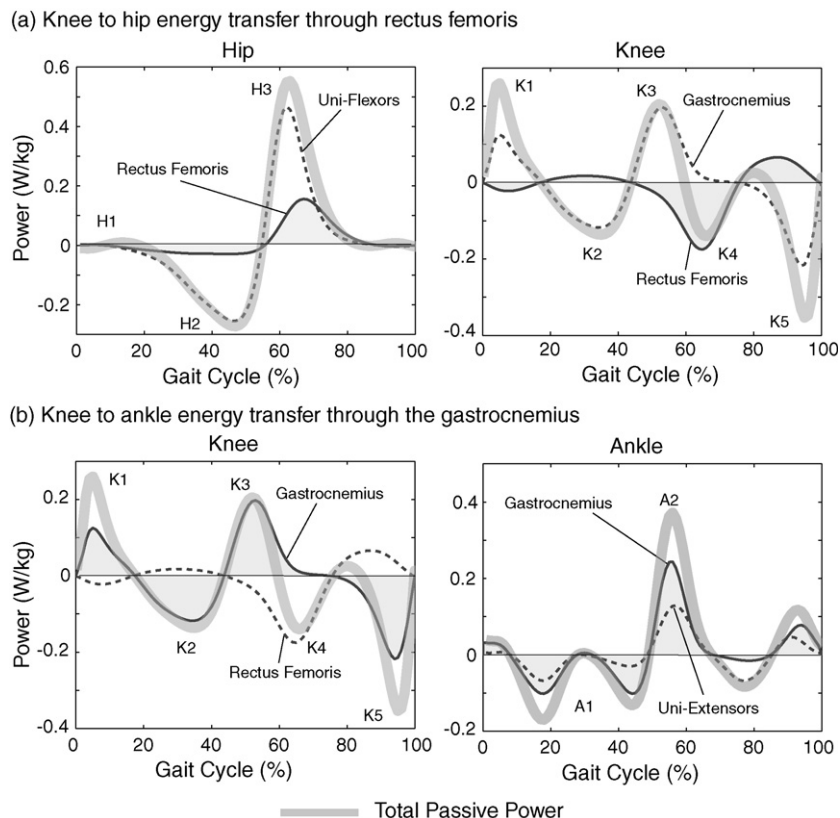 (a) Knee to hip energy transfer through rectus femoris
Hip
Knee
0.6
0.4
0.2
0
-0.2
Power (W/kg)
H1
H2
H3
Uni-Flexors
Rectus Femoris
0 20 40 60 80 100
Gait Cycle (%)
0.2
0
-0.2
-0.4
K1
K2
K3
K4
K5
Gastrocnemius
Rectus Femoris
0 20 40 60 80 100
Gait Cycle (%)
(b) Knee to ankle energy transfer through the gastrocnemius
Knee
Ankle
0.2
0
-0.2
-0.4
Power (W/kg)
K1
K2
K3
K4
K5
Gastrocnemius
Rectus Femoris
0 20 40 60 80 100
Gait Cycle (%)
0.4
0.2
0
-0.2
Gastrocnemius
A2
A1
Uni-Extensors
0 20 40 60 80 100
Gait Cycle (%)
Total Passive Power